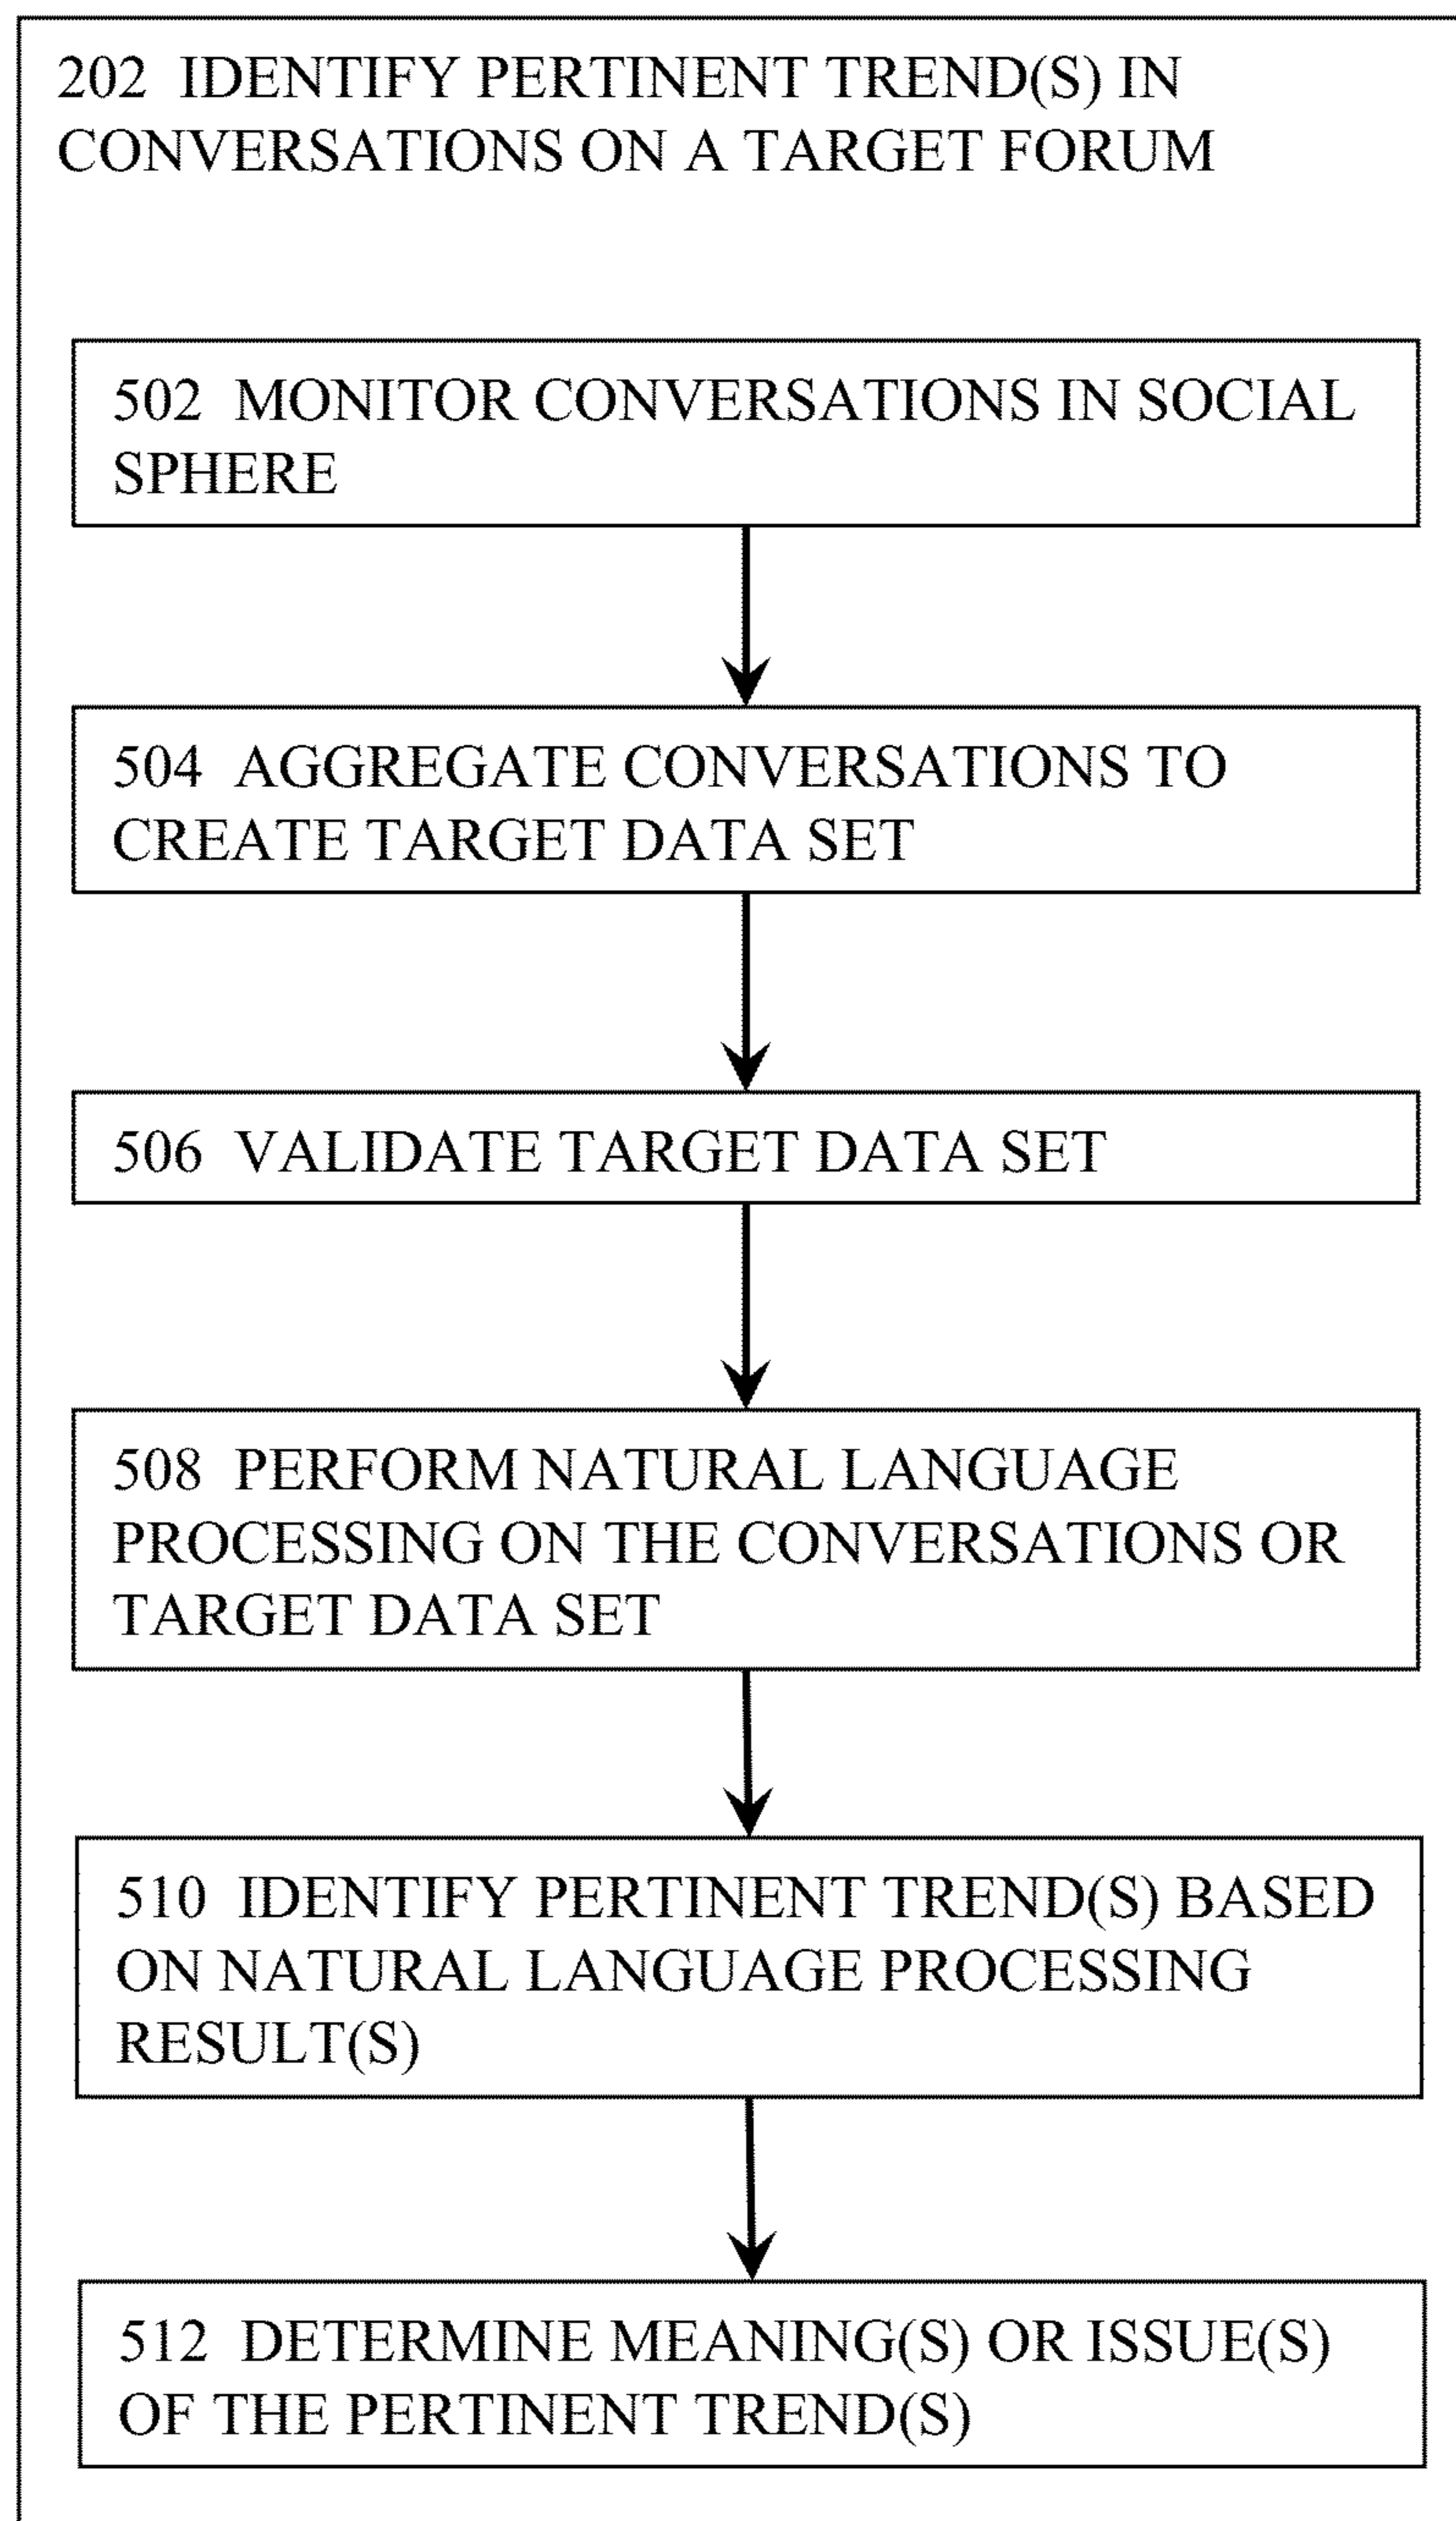 202 IDENTIFY PERTINENT TREND(S) IN
CONVERSATIONS ON A TARGET FORUM
502 MONITOR CONVERSATIONS IN SOCIAL
SPHERE
504 AGGREGATE CONVERSATIONS TO
CREATE TARGET DATA SET
506 VALIDATE TARGET DATA SET
508 PERFORM NATURAL LANGUAGE
PROCESSING ON THE CONVERSATIONS OR
TARGET DATA SET
510 IDENTIFY PERTINENT TREND(S) BASED
ON NATURAL LANGUAGE PROCESSING
RESULT(S)
512 DETERMINE MEANING(S) OR ISSUE(S)
OF THE PERTINENT TREND(S)